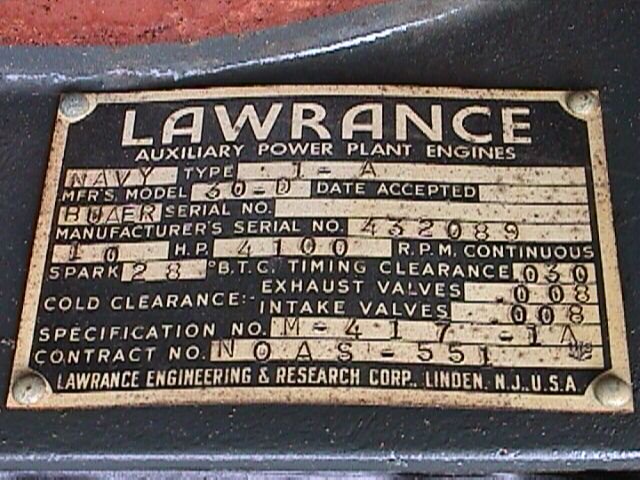 LAWRANCE
AUXILIARY POWER PLANT ENGINES
NAVY TYPE 1-A
MFR'S. MODEL 30-D DATE ACCEPTED
BUAER SERIAL NO.
MANUFACTURER'S SERIAL NO. 432089
10 H.P. 4100 R.P.M. CONTINUOUS
SPARK 28 °B.T.C. TIMING CLEARANCE .030
COLD CLEARANCE:- EXHAUST VALVES .008
INTAKE VALVES .008
SPECIFICATION NO. M-417-1A
CONTRACT NO. NOAS-551
LAWRANCE ENGINEERING & RESEARCH CORP., LINDEN, N.J., U.S.A.